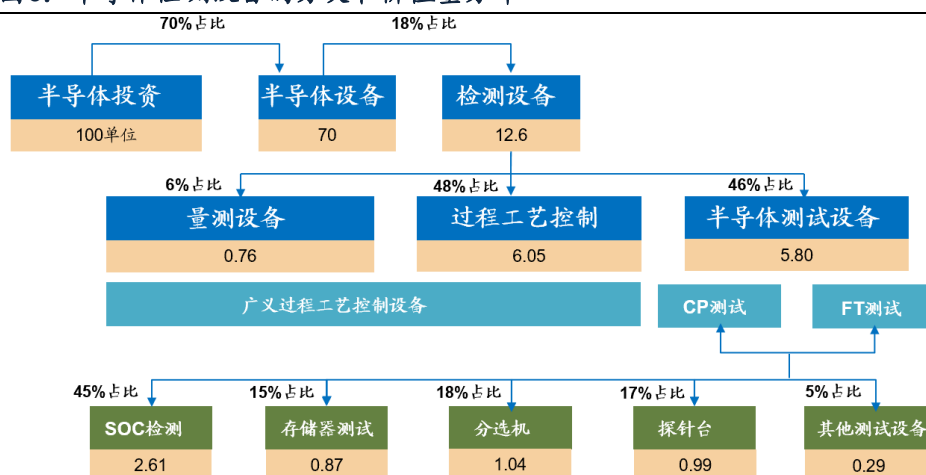 70%占比
18%占比
半导体投资
半导体设备
检测设备
100单位
70
12.6
6%占比
48%占比
46%占比
量测设备
过程工艺控制
半导体测试设备
0.76
6.05
5.80
广义过程工艺控制设备
CP测试
FT测试
45%占比
15%占比
18%占比
17%占比
5%占比
SOC检测
存储器测试
分选机
探针台
其他测试设备
2.61
0.87
1.04
0.99
0.29